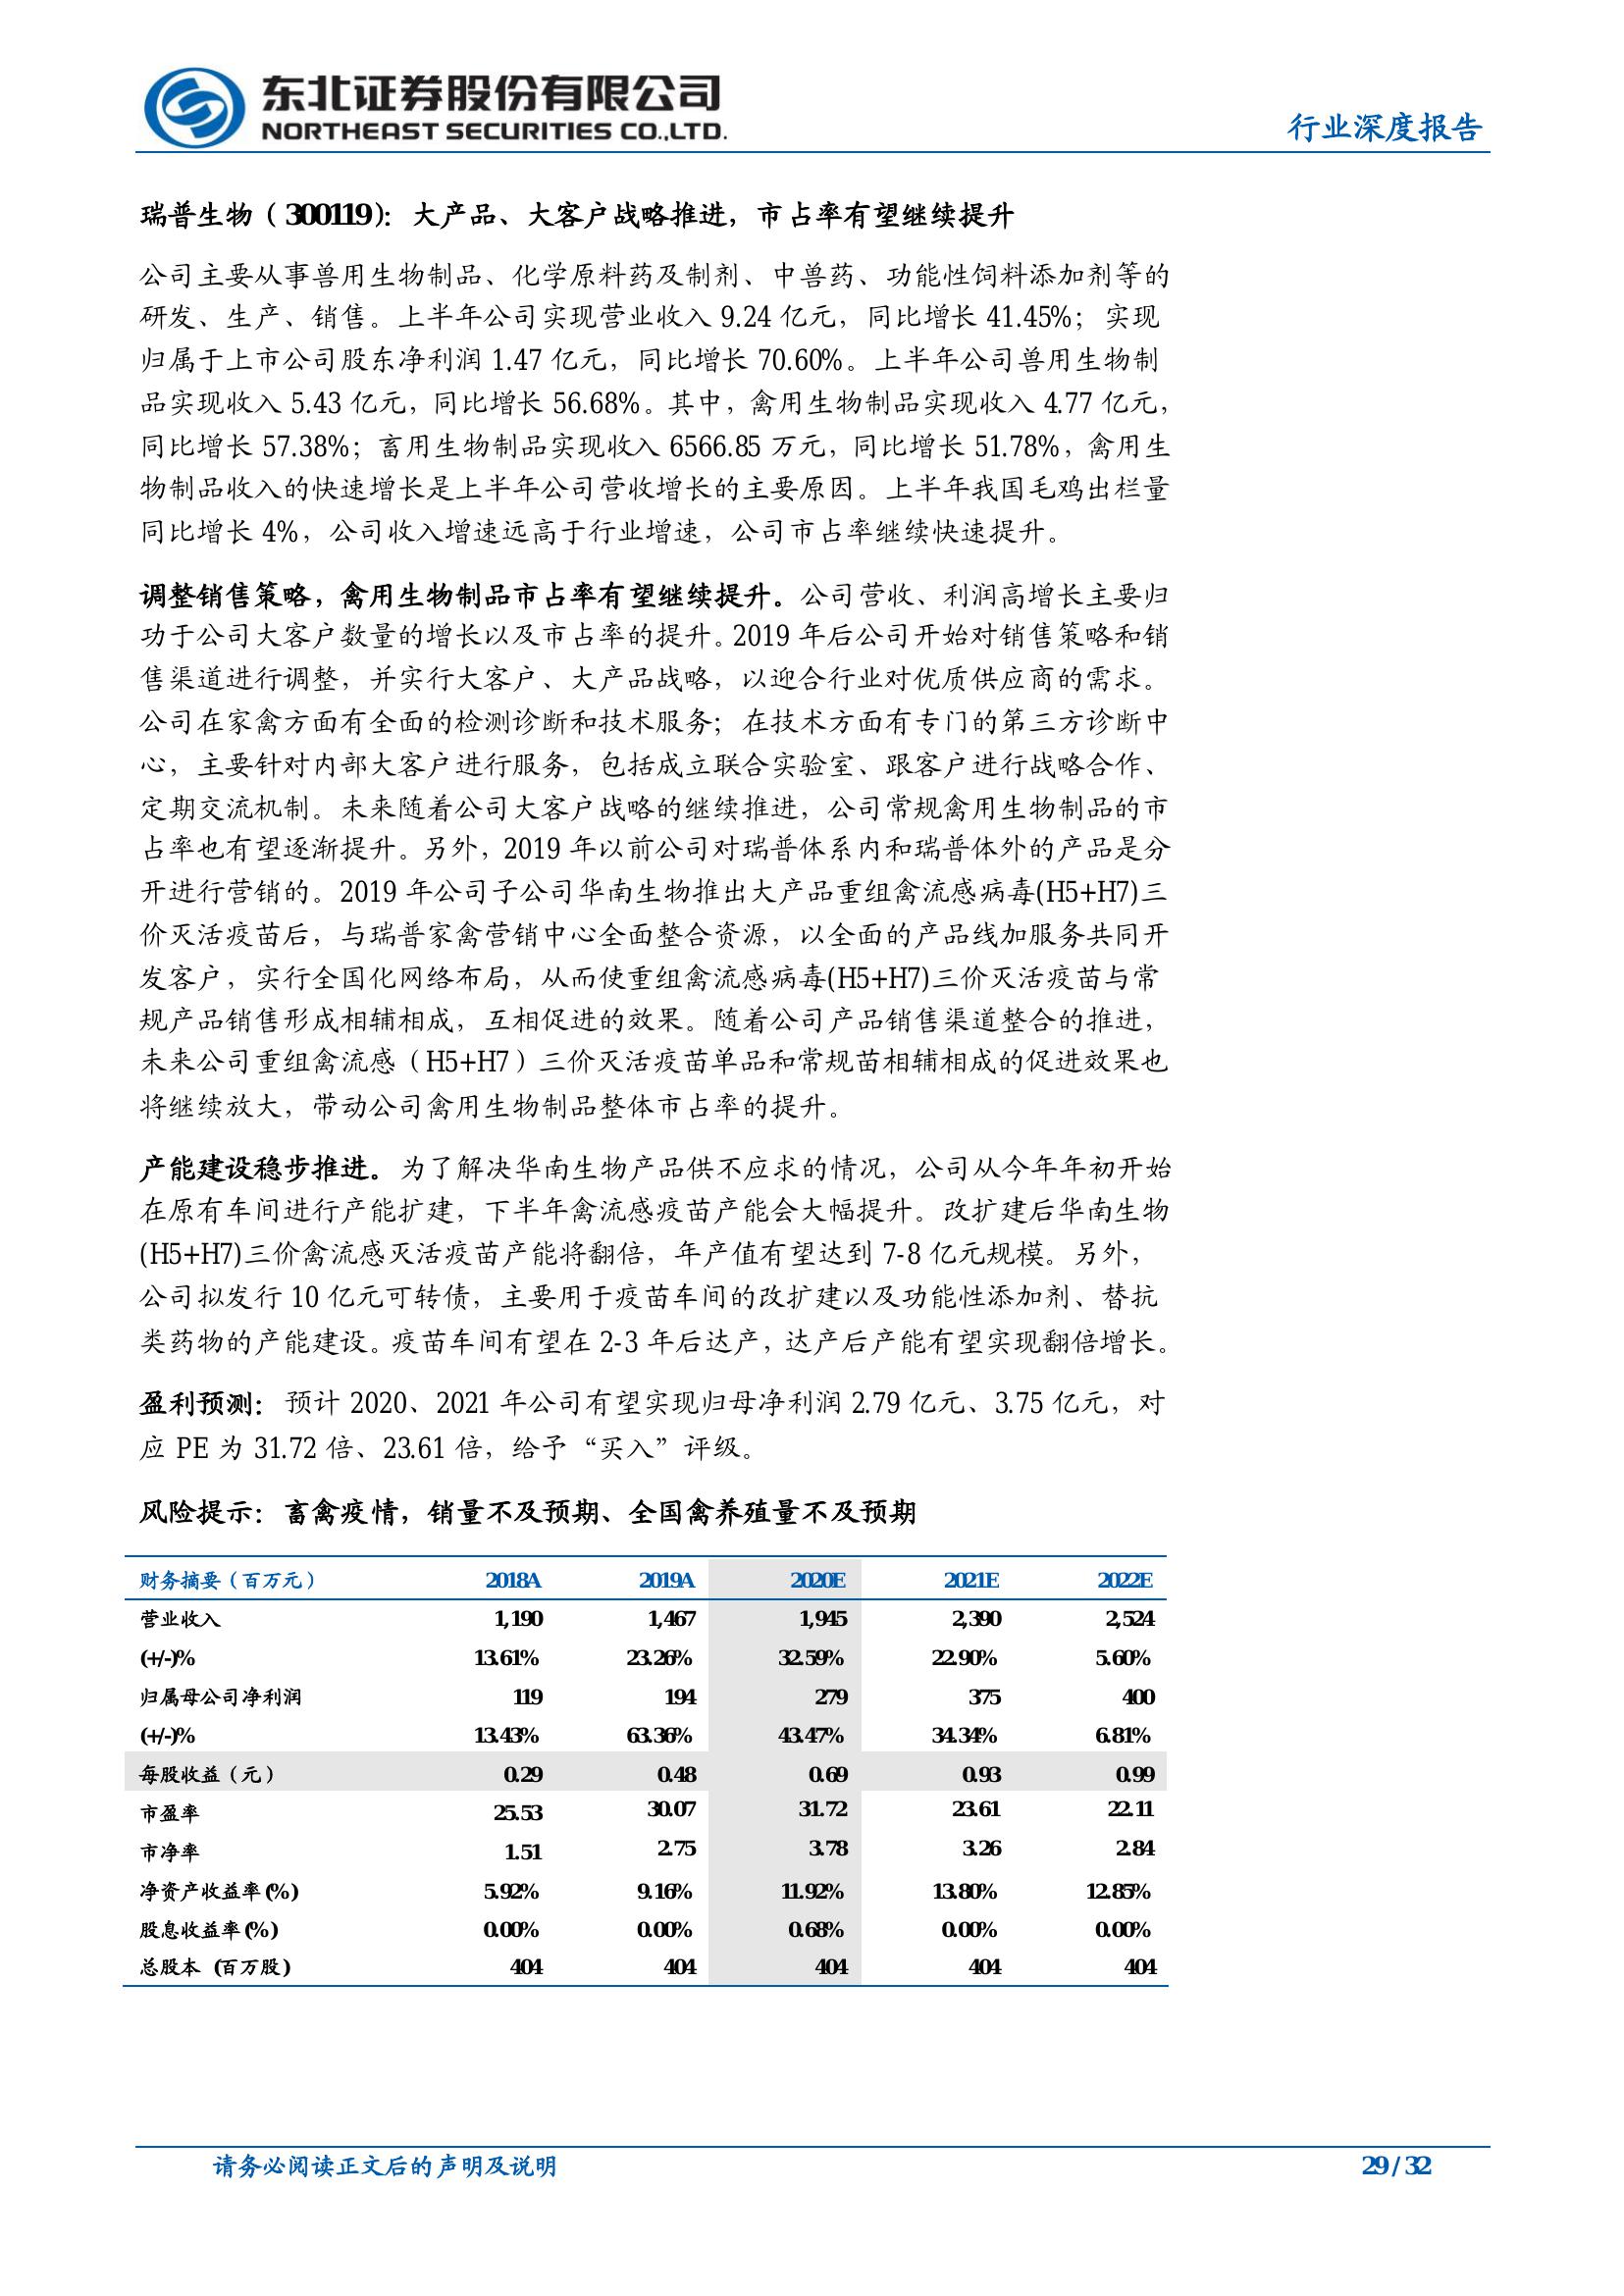 东北证券股份有限公司
NORTHEAST SECURITIES CO.,LTD.
行业深度报告
瑞普生物（300119）：大产品、大客户战略推进，市占率有望继续提升
公司主要从事兽用生物制品、化学原料药及制剂、中兽药、功能性饲料添加剂等的
研发、生产、销售。上半年公司实现营业收入 9.24 亿元，同比增长 41.45%；实现
归属于上市公司股东净利润 1.47 亿元，同比增长 70.60%。上半年公司兽用生物制
品实现收入 5.43 亿元，同比增长 56.68%。其中，禽用生物制品实现收入 4.77 亿元，
同比增长 57.38%；畜用生物制品实现收入 6566.85 万元，同比增长 51.78%，禽用生
物制品收入的快速增长是上半年公司营收增长的主要原因。上半年我国毛鸡出栏量
同比增长 4%，公司收入增速远高于行业增速，公司市占率继续快速提升。
调整销售策略，禽用生物制品市占率有望继续提升。公司营收、利润高增长主要归
功于公司大客户数量的增长以及市占率的提升。2019 年后公司开始对销售策略和销
售渠道进行调整，并实行大客户、大产品战略，以迎合行业对优质供应商的需求。
公司在家禽方面有全面的检测诊断和技术服务；在技术方面有专门的第三方诊断中
心，主要针对内部大客户进行服务，包括成立联合实验室、跟客户进行战略合作、
定期交流机制。未来随着公司大客户战略的继续推进，公司常规禽用生物制品的市
占率也有望逐渐提升。另外，2019 年以前公司对瑞普体系内和瑞普体外的产品是分
开进行营销的。2019 年公司子公司华南生物推出大产品重组禽流感病毒(H5+H7)三
价灭活疫苗后，与瑞普家禽营销中心全面整合资源，以全面的产品线加服务共同开
发客户，实行全国化网络布局，从而使重组禽流感病毒(H5+H7)三价灭活疫苗与常
规产品销售形成相辅相成，互相促进的效果。随着公司产品销售渠道整合的推进，
未来公司重组禽流感（H5+H7）三价灭活疫苗单品和常规苗相辅相成的促进效果也
将继续放大，带动公司禽用生物制品整体市占率的提升。
产能建设稳步推进。为了解决华南生物产品供不应求的情况，公司从今年年初开始
在原有车间进行产能扩建，下半年禽流感疫苗产能会大幅提升。改扩建后华南生物
(H5+H7)三价禽流感灭活疫苗产能将翻倍，年产值有望达到 7-8 亿元规模。另外，
公司拟发行 10 亿元可转债，主要用于疫苗车间的改扩建以及功能性添加剂、替抗
类药物的产能建设。疫苗车间有望在 2-3 年后达产，达产后产能有望实现翻倍增长。
盈利预测：预计 2020、2021 年公司有望实现归母净利润 2.79 亿元、3.75 亿元，对
应 PE 为 31.72 倍、23.61 倍，给予“买入”评级。
风险提示：畜禽疫情，销量不及预期、全国禽养殖量不及预期
财务摘要（百万元） 2018A 2019A 2020E 2021E 2022E
营业收入 1,190 1,467 1,945 2,390 2,524
(+/-)% 13.61% 23.26% 32.59% 22.90% 5.60%
归属母公司净利润 119 194 279 375 400
(+/-)% 13.43% 63.36% 43.47% 34.34% 6.81%
每股收益（元） 0.29 0.48 0.69 0.93 0.99
市盈率 25.53 30.07 31.72 23.61 22.11
市净率 1.51 2.75 3.78 3.26 2.84
净资产收益率(%) 5.92% 9.16% 11.92% 13.80% 12.85%
股息收益率(%) 0.00% 0.00% 0.68% 0.00% 0.00%
总股本 (百万股) 404 404 404 404 404
请务必阅读正文后的声明及说明
29 / 32